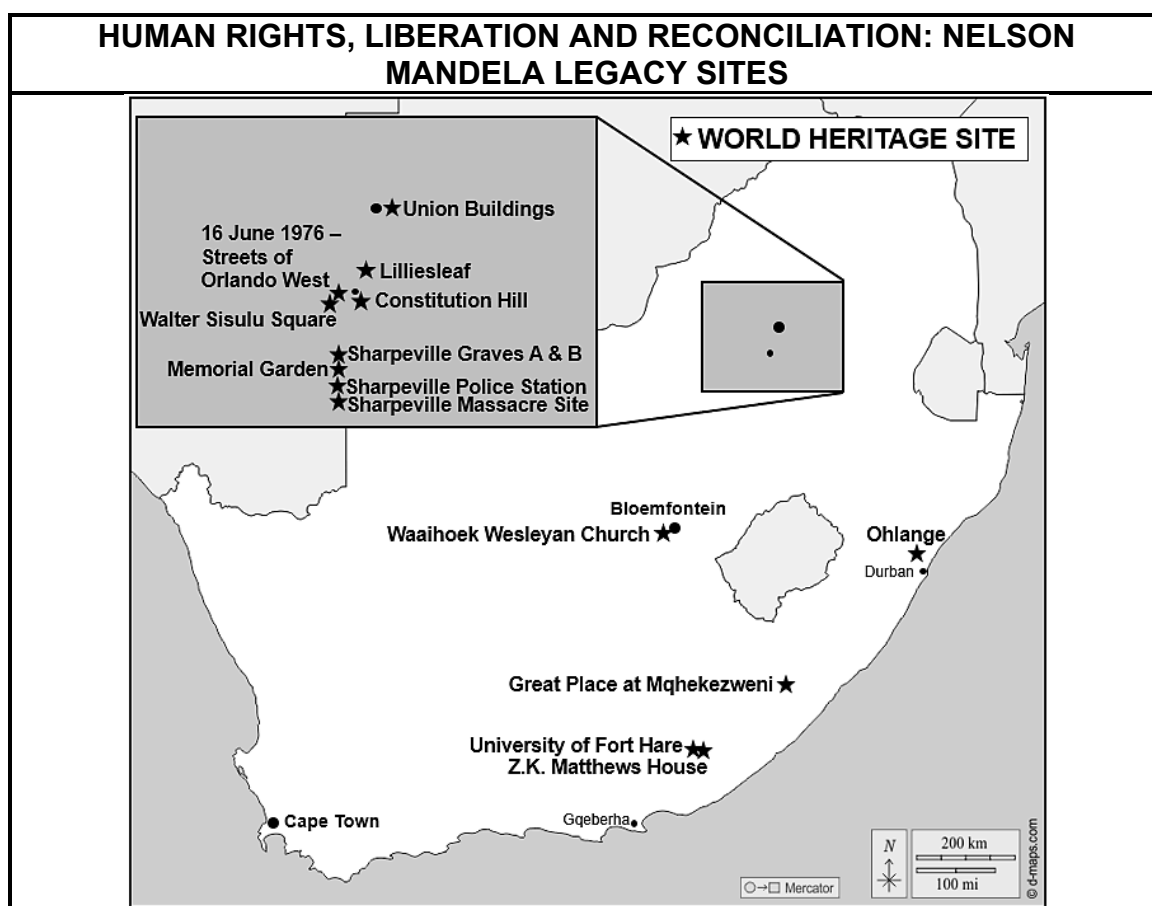 HUMAN RIGHTS, LIBERATION AND RECONCILIATION: NELSON
MANDELA LEGACY SITES
WORLD HERITAGE SITE
Union Buildings
16 June 1976 –
Streets of
Orlando West
Lilliesleaf
Constitution Hill
Walter Sisulu Square
Sharpeville Graves A & B
Memorial Garden
Sharpeville Police Station
Sharpeville Massacre Site
Bloemfontein
Waaihoek Wesleyan Church
Ohlange
Durban
Great Place at Mqhekezweni
University of Fort Hare
Z.K. Matthews House
Cape Town
Gqeberha
N
200 km
100 mi
Mercator
© d-maps.com